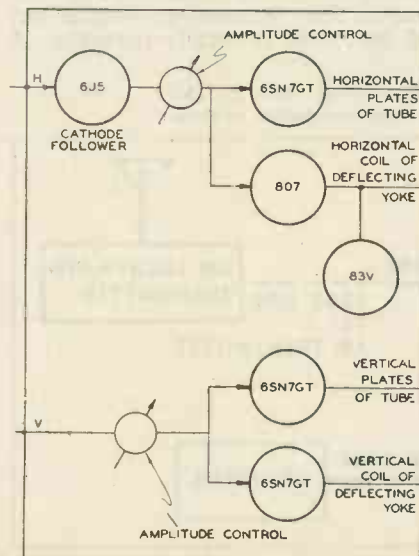 AMPLITUDE CONTROL
H
6J5
6SN7GT
HORIZONTAL
PLATES
OF TUBE
CATHODE
FOLLOWER
HORIZONTAL
COIL OF
DEFLECTING
YOKE
807
83V
VERTICAL
PLATES
OF TUBE
6SN7GT
V
VERTICAL
COIL OF
DEFLECTING
YOKE
6SN7GT
AMPLITUDE CONTROL